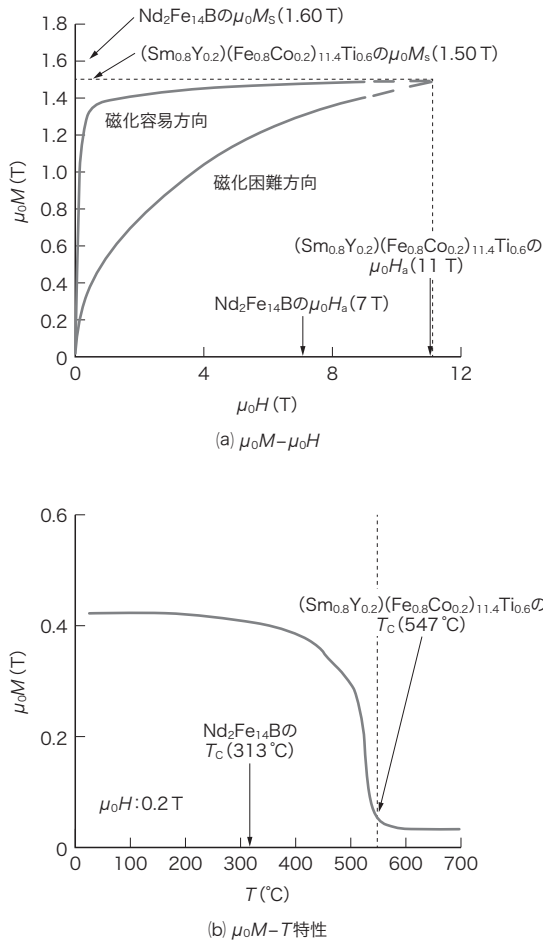 1.8
Nd₂Fe₁₄Bのμ₀Mₛ(1.60 T)
1.6
(Sm₀.₈Y₀.₂)(Fe₀.₈Co₀.₂)₁₁.₄Ti₀.₆のμ₀Mₛ(1.50 T)
1.4
磁化容易方向
1.2
1.0
磁化困難方向
0.8
0.6
(Sm₀.₈Y₀.₂)(Fe₀.₈Co₀.₂)₁₁.₄Ti₀.₆の
μ₀Hₐ(11 T)
0.4
Nd₂Fe₁₄Bのμ₀Hₐ(7 T)
0.2
0
μ₀M(T)
0 4 8 12
μ₀H(T)
(a) μ₀M−μ₀H
0.6
(Sm₀.₈Y₀.₂)(Fe₀.₈Co₀.₂)₁₁.₄Ti₀.₆の
T_C(547℃)
0.4
μ₀M(T)
Nd₂Fe₁₄Bの
T_C(313℃)
0.2
μ₀H:0.2 T
0
0 100 200 300 400 500 600 700
T(℃)
(b) μ₀M−T特性